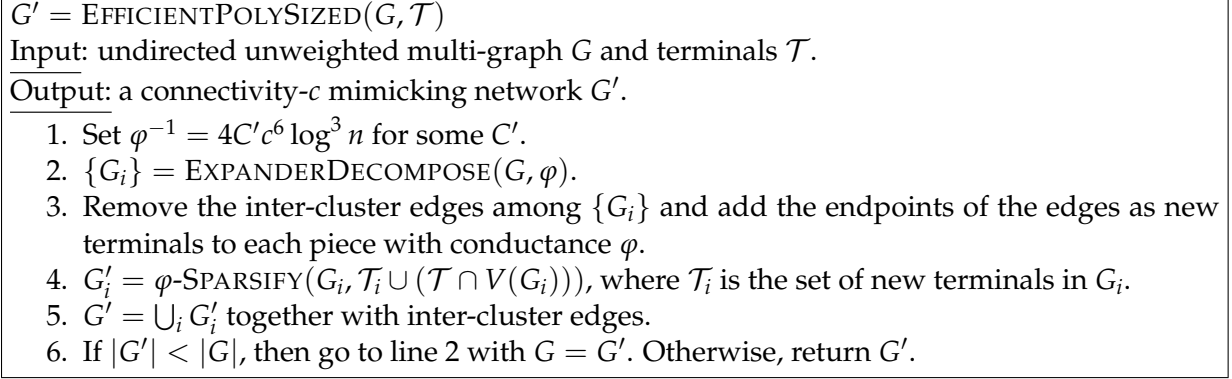 G′ = EFFICIENTPOLYSIZED(G, 𝒯)
Input: undirected unweighted multi-graph G and terminals 𝒯.
Output: a connectivity-c mimicking network G′.
1. Set φ⁻¹ = 4C′c⁶ log³ n for some C′.
2. {Gᵢ} = EXPANDERDECOMPOSE(G, φ).
3. Remove the inter-cluster edges among {Gᵢ} and add the endpoints of the edges as new
terminals to each piece with conductance φ.
4. G′ᵢ = φ-SPARSIFY(Gᵢ, 𝒯ᵢ ∪ (𝒯 ∩ V(Gᵢ))), where 𝒯ᵢ is the set of new terminals in Gᵢ.
5. G′ = ⋃ᵢ G′ᵢ together with inter-cluster edges.
6. If |G′| < |G|, then go to line 2 with G = G′. Otherwise, return G′.